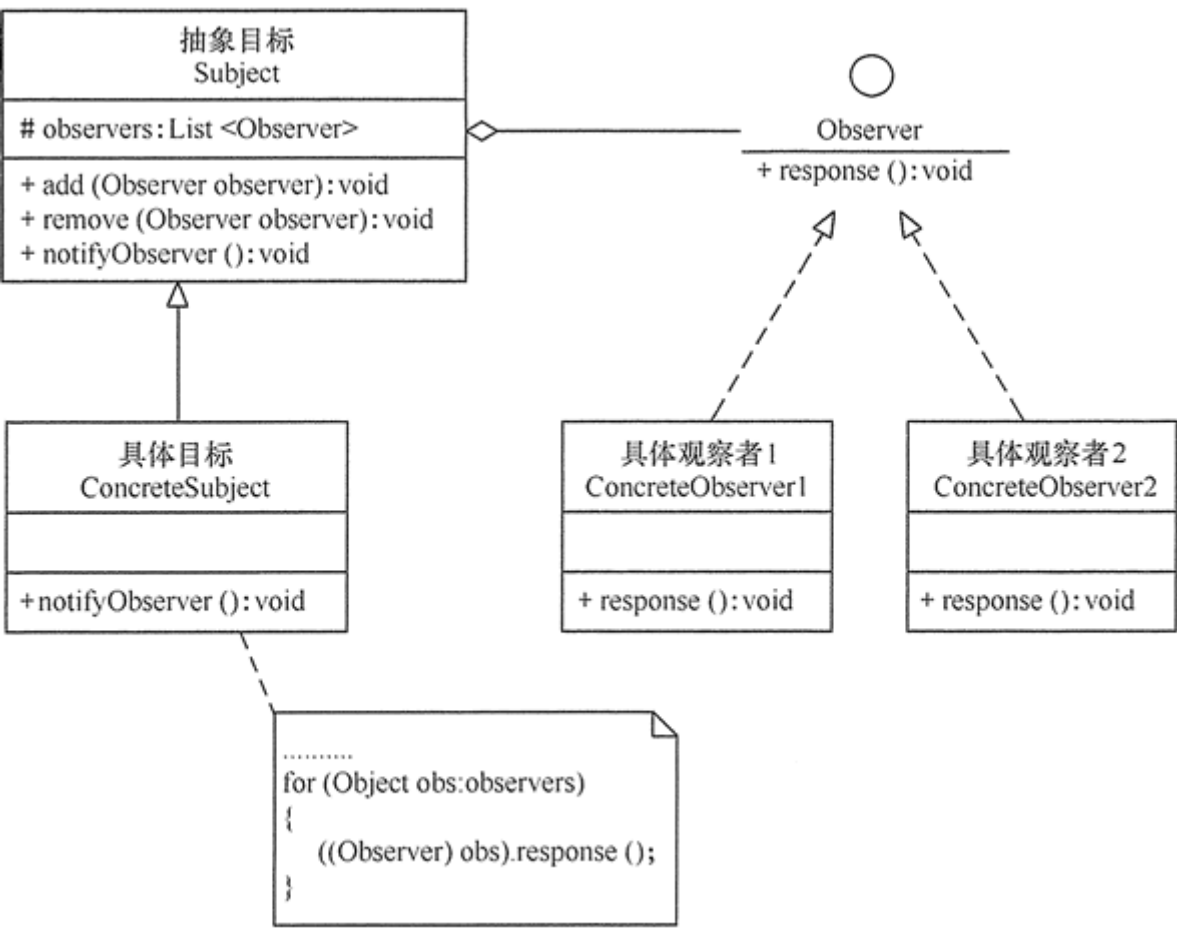 抽象目标
Subject
# observers:List <Observer>
+ add (Observer observer):void
+ remove (Observer observer):void
+ notifyObserver ():void
Observer
+ response ():void
具体目标
ConcreteSubject
+notifyObserver ():void
具体观察者1
ConcreteObserver1
+ response ():void
具体观察者2
ConcreteObserver2
+ response ():void
..........
for (Object obs:observers)
{
((Observer) obs).response ();
}